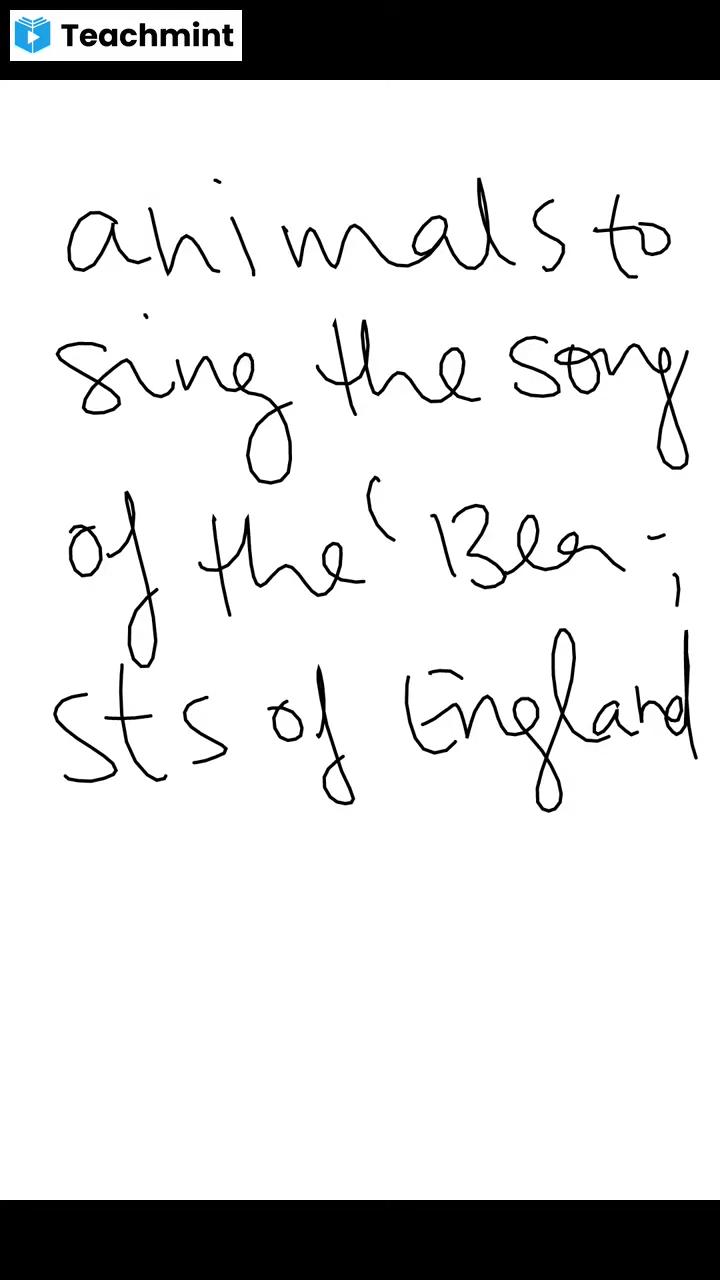 Teachmint
animals to
sing the song
of the ‘Bea-
sts of England